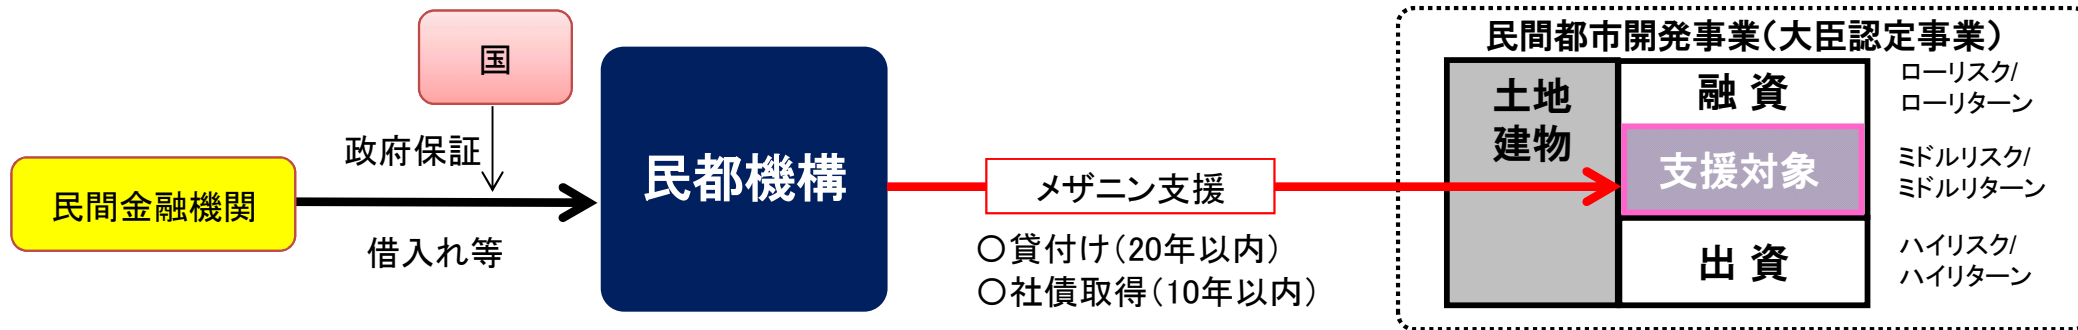 国
政府保証
民間金融機関
借入れ等
民都機構
メザニン支援
○貸付け(20年以内)
○社債取得(10年以内)
民間都市開発事業(大臣認定事業)
土地
建物
融 資
支援対象
出 資
ローリスク/
ローリターン
ミドルリスク/
ミドルリターン
ハイリスク/
ハイリターン